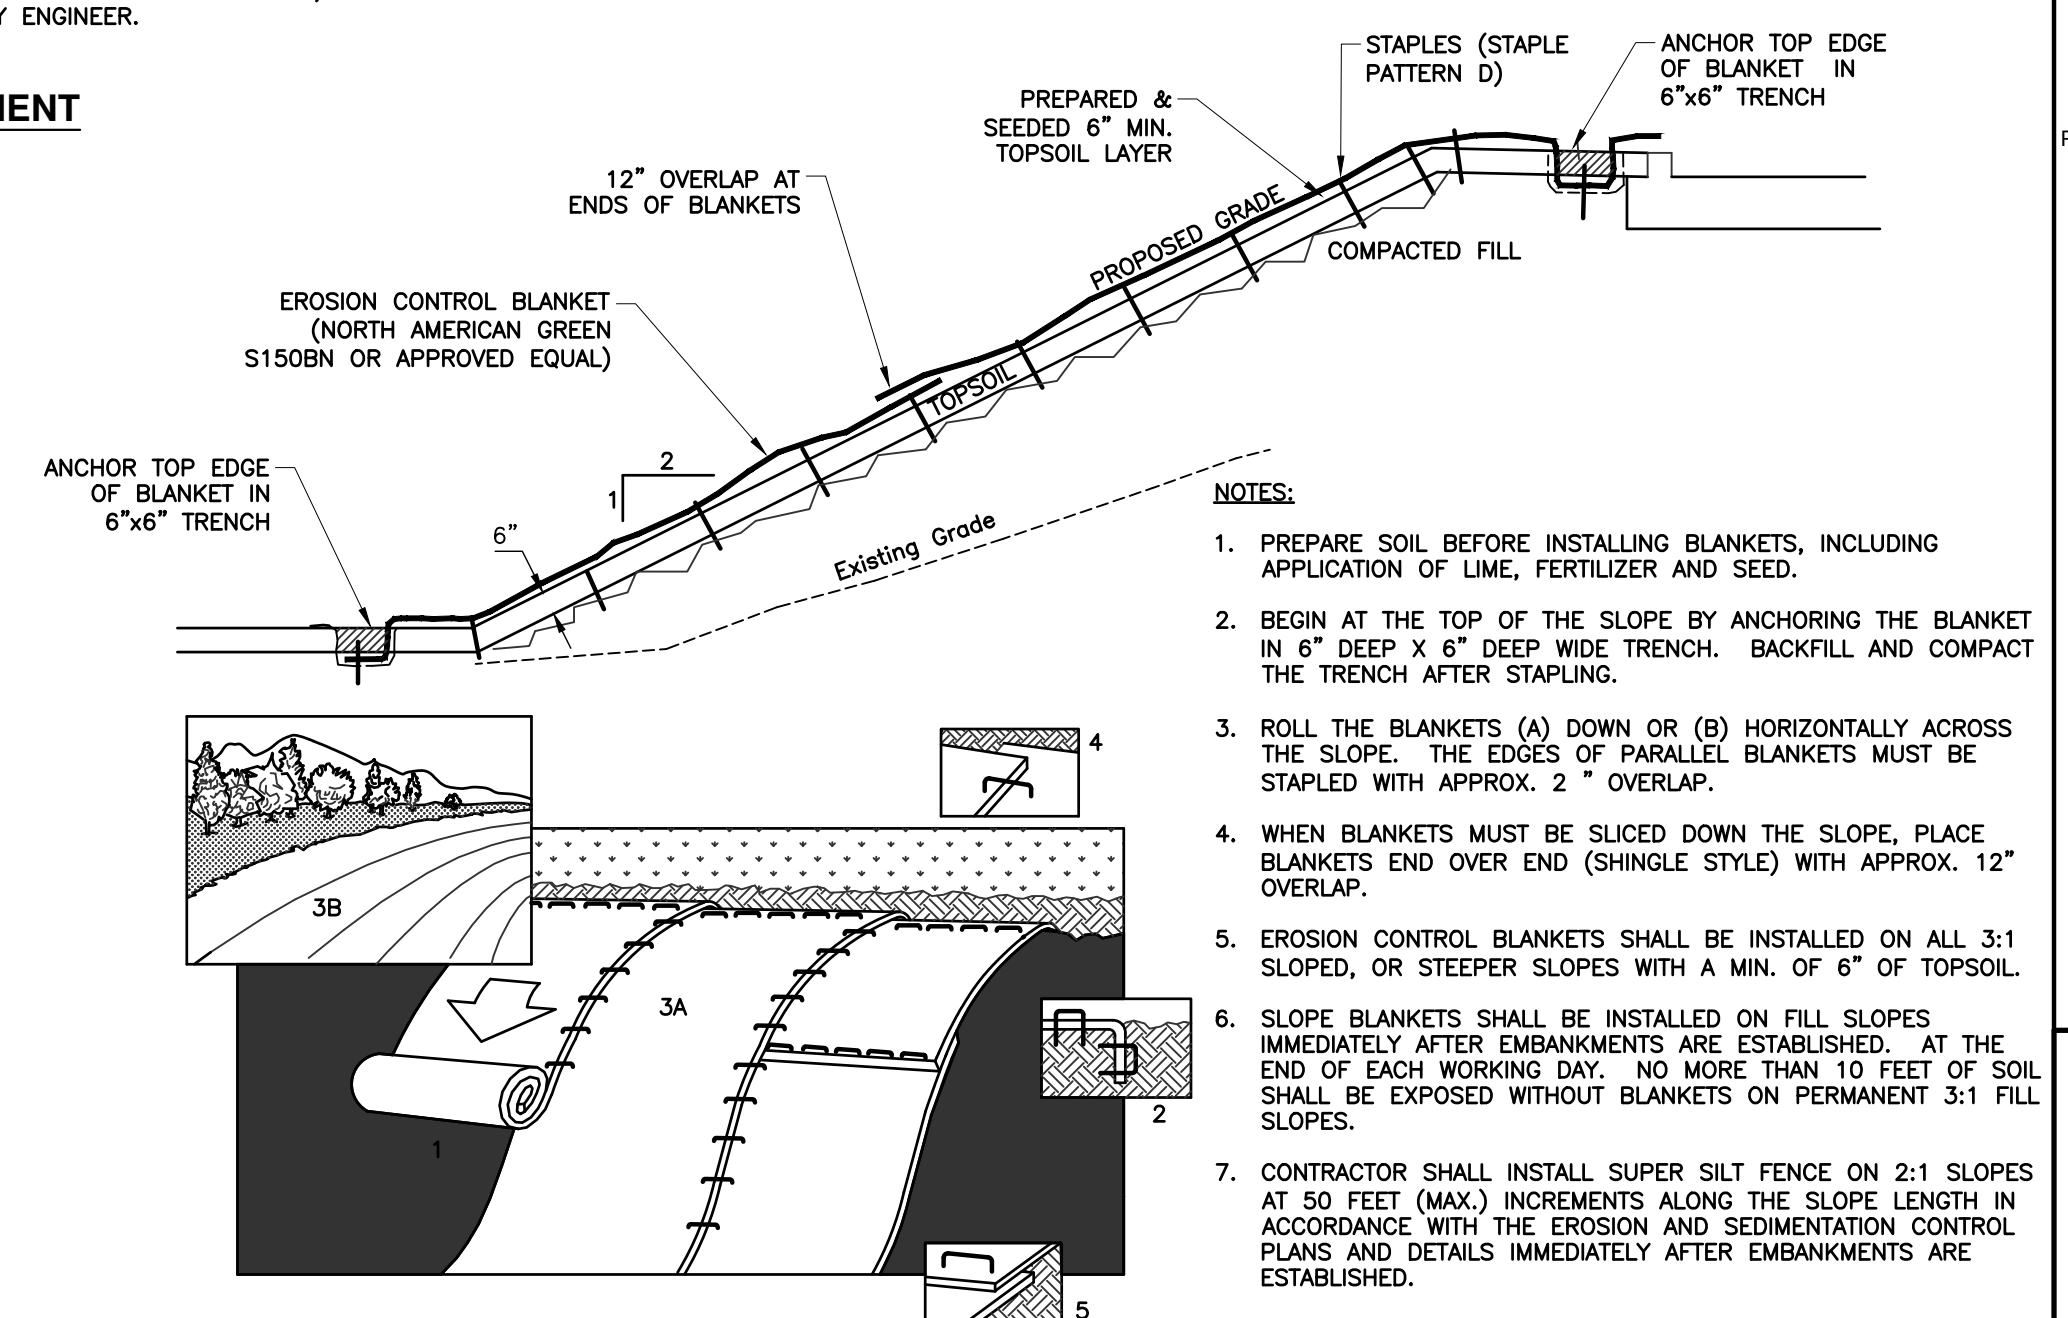 Y ENGINEER.
MENT
STAPLES (STAPLE
PATTERN D)
ANCHOR TOP EDGE
OF BLANKET IN
6"x6" TRENCH
PREPARED &
SEEDED 6" MIN.
TOPSOIL LAYER
12" OVERLAP AT
ENDS OF BLANKETS
PROPOSED GRADE
COMPACTED FILL
EROSION CONTROL BLANKET
(NORTH AMERICAN GREEN
S150BN OR APPROVED EQUAL)
TOPSOIL
2
1
ANCHOR TOP EDGE
OF BLANKET IN
6"x6" TRENCH
6"
Existing Grade
NOTES:
1. PREPARE SOIL BEFORE INSTALLING BLANKETS, INCLUDING
APPLICATION OF LIME, FERTILIZER AND SEED.
2. BEGIN AT THE TOP OF THE SLOPE BY ANCHORING THE BLANKET
IN 6" DEEP X 6" DEEP WIDE TRENCH. BACKFILL AND COMPACT
THE TRENCH AFTER STAPLING.
3. ROLL THE BLANKETS (A) DOWN OR (B) HORIZONTALLY ACROSS
THE SLOPE. THE EDGES OF PARALLEL BLANKETS MUST BE
STAPLED WITH APPROX. 2 " OVERLAP.
4. WHEN BLANKETS MUST BE SLICED DOWN THE SLOPE, PLACE
BLANKETS END OVER END (SHINGLE STYLE) WITH APPROX. 12"
OVERLAP.
5. EROSION CONTROL BLANKETS SHALL BE INSTALLED ON ALL 3:1
SLOPED, OR STEEPER SLOPES WITH A MIN. OF 6" OF TOPSOIL.
6. SLOPE BLANKETS SHALL BE INSTALLED ON FILL SLOPES
IMMEDIATELY AFTER EMBANKMENTS ARE ESTABLISHED. AT THE
END OF EACH WORKING DAY. NO MORE THAN 10 FEET OF SOIL
SHALL BE EXPOSED WITHOUT BLANKETS ON PERMANENT 3:1 FILL
SLOPES.
7. CONTRACTOR SHALL INSTALL SUPER SILT FENCE ON 2:1 SLOPES
AT 50 FEET (MAX.) INCREMENTS ALONG THE SLOPE LENGTH IN
ACCORDANCE WITH THE EROSION AND SEDIMENTATION CONTROL
PLANS AND DETAILS IMMEDIATELY AFTER EMBANKMENTS ARE
ESTABLISHED.
4
3B
3A
2
1
5